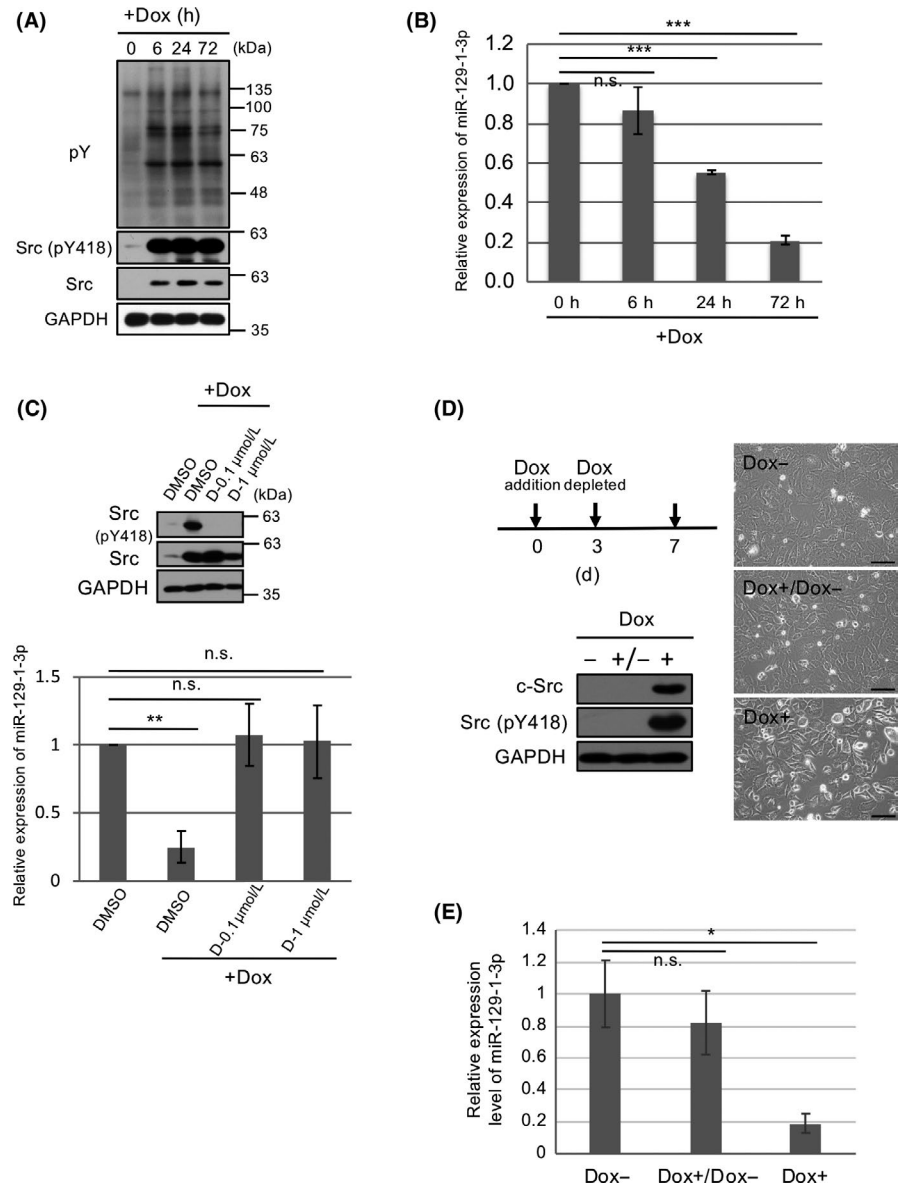 (A)
+Dox (h)
0 6 24 72 (kDa)
135
100
75
pY
63
48
63
Src (pY418)
63
Src
GAPDH
35
(B)
Relative expression of miR-129-1-3p
***
***
n.s.
1.2
1.0
0.8
0.6
0.4
0.2
0.0
0 h 6 h 24 h 72 h
+Dox
(C)
+Dox
DMSO
DMSO
D-0.1 µmol/L
D-1 µmol/L
(kDa)
Src
(pY418)
63
63
Src
GAPDH
35
Relative expression of miR-129-1-3p
n.s.
n.s.
**
1.5
1
0.5
0
DMSO
DMSO
D-0.1 µmol/L
D-1 µmol/L
+Dox
(D)
Dox Dox
addition depleted
0 3 7
(d)
Dox
– +/– +
c-Src
Src (pY418)
GAPDH
Dox–
Dox+/Dox–
Dox+
(E)
Relative expression
level of miR-129-1-3p
*
n.s.
1.4
1.2
1
0.8
0.6
0.4
0.2
0
Dox– Dox+/Dox– Dox+